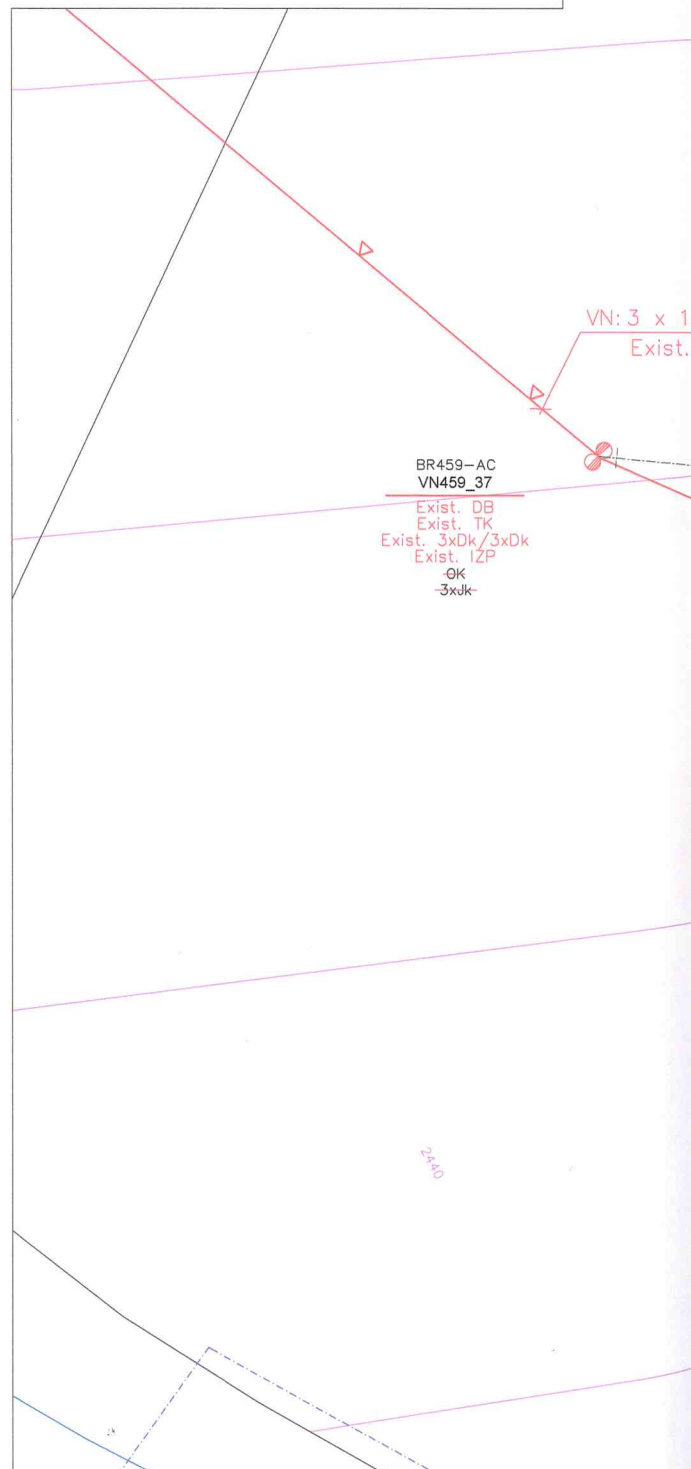 VN: 3 x 1
Exist.
BR459-AC
VN459_37
Exist. DB
Exist. TK
Exist. 3xDk/3xDk
Exist. IZP
OK
3xJk
2440